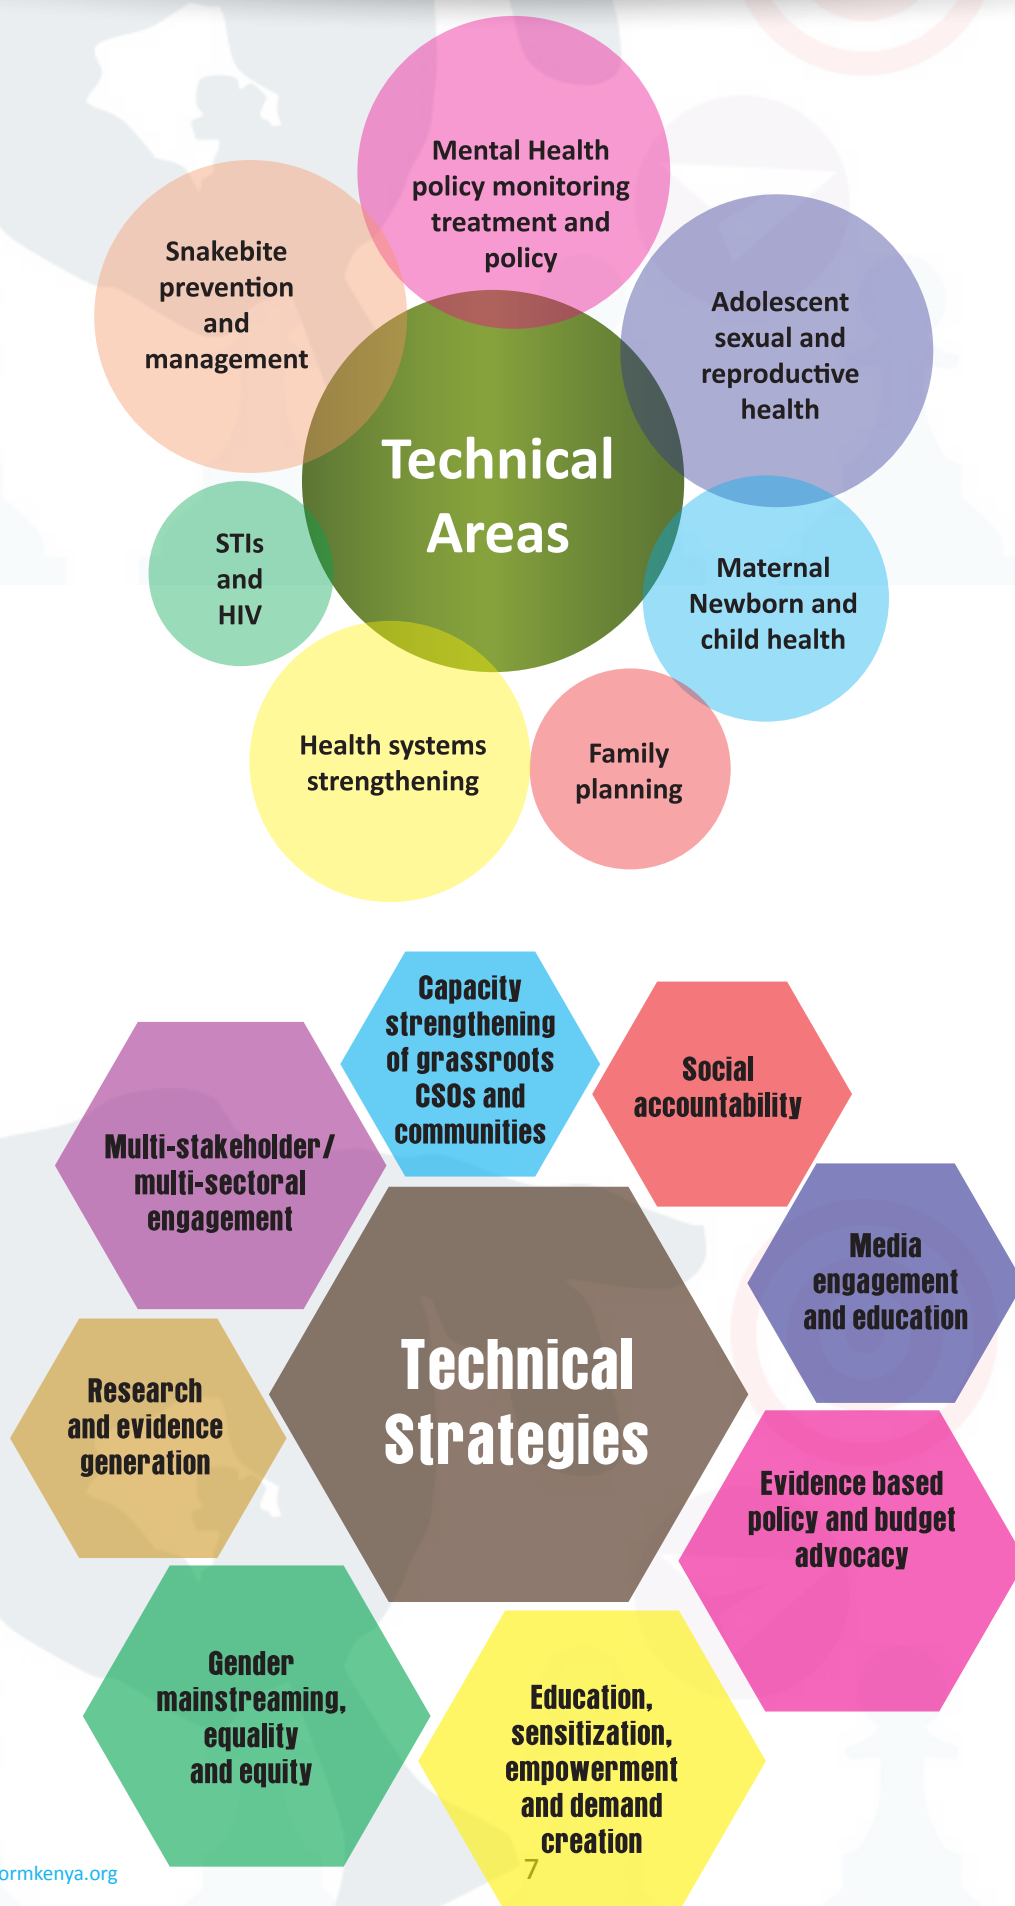 Mental Health
policy monitoring
treatment and
policy
Snakebite
prevention
and
management
Adolescent
sexual and
reproductive
health
Technical
Areas
STIs
and
HIV
Maternal
Newborn and
child health
Health systems
strengthening
Family
planning
Capacity
strengthening
of grassroots
CSOs and
communities
Social
accountability
Multi-stakeholder/
multi-sectoral
engagement
Media
engagement
and education
Technical
Strategies
Research
and evidence
generation
Evidence based
policy and budget
advocacy
Gender
mainstreaming,
equality
and equity
Education,
sensitization,
empowerment
and demand
creation
ormkenya.org
7